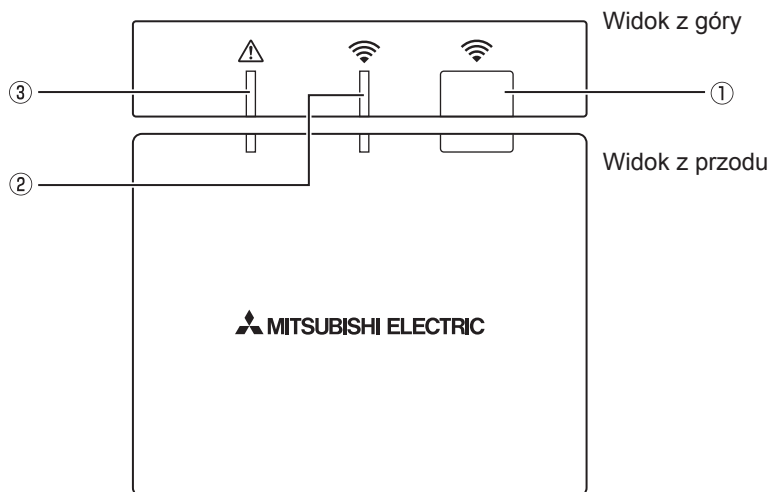 Widok z góry
③
①
Widok z przodu
②
MITSUBISHI ELECTRIC